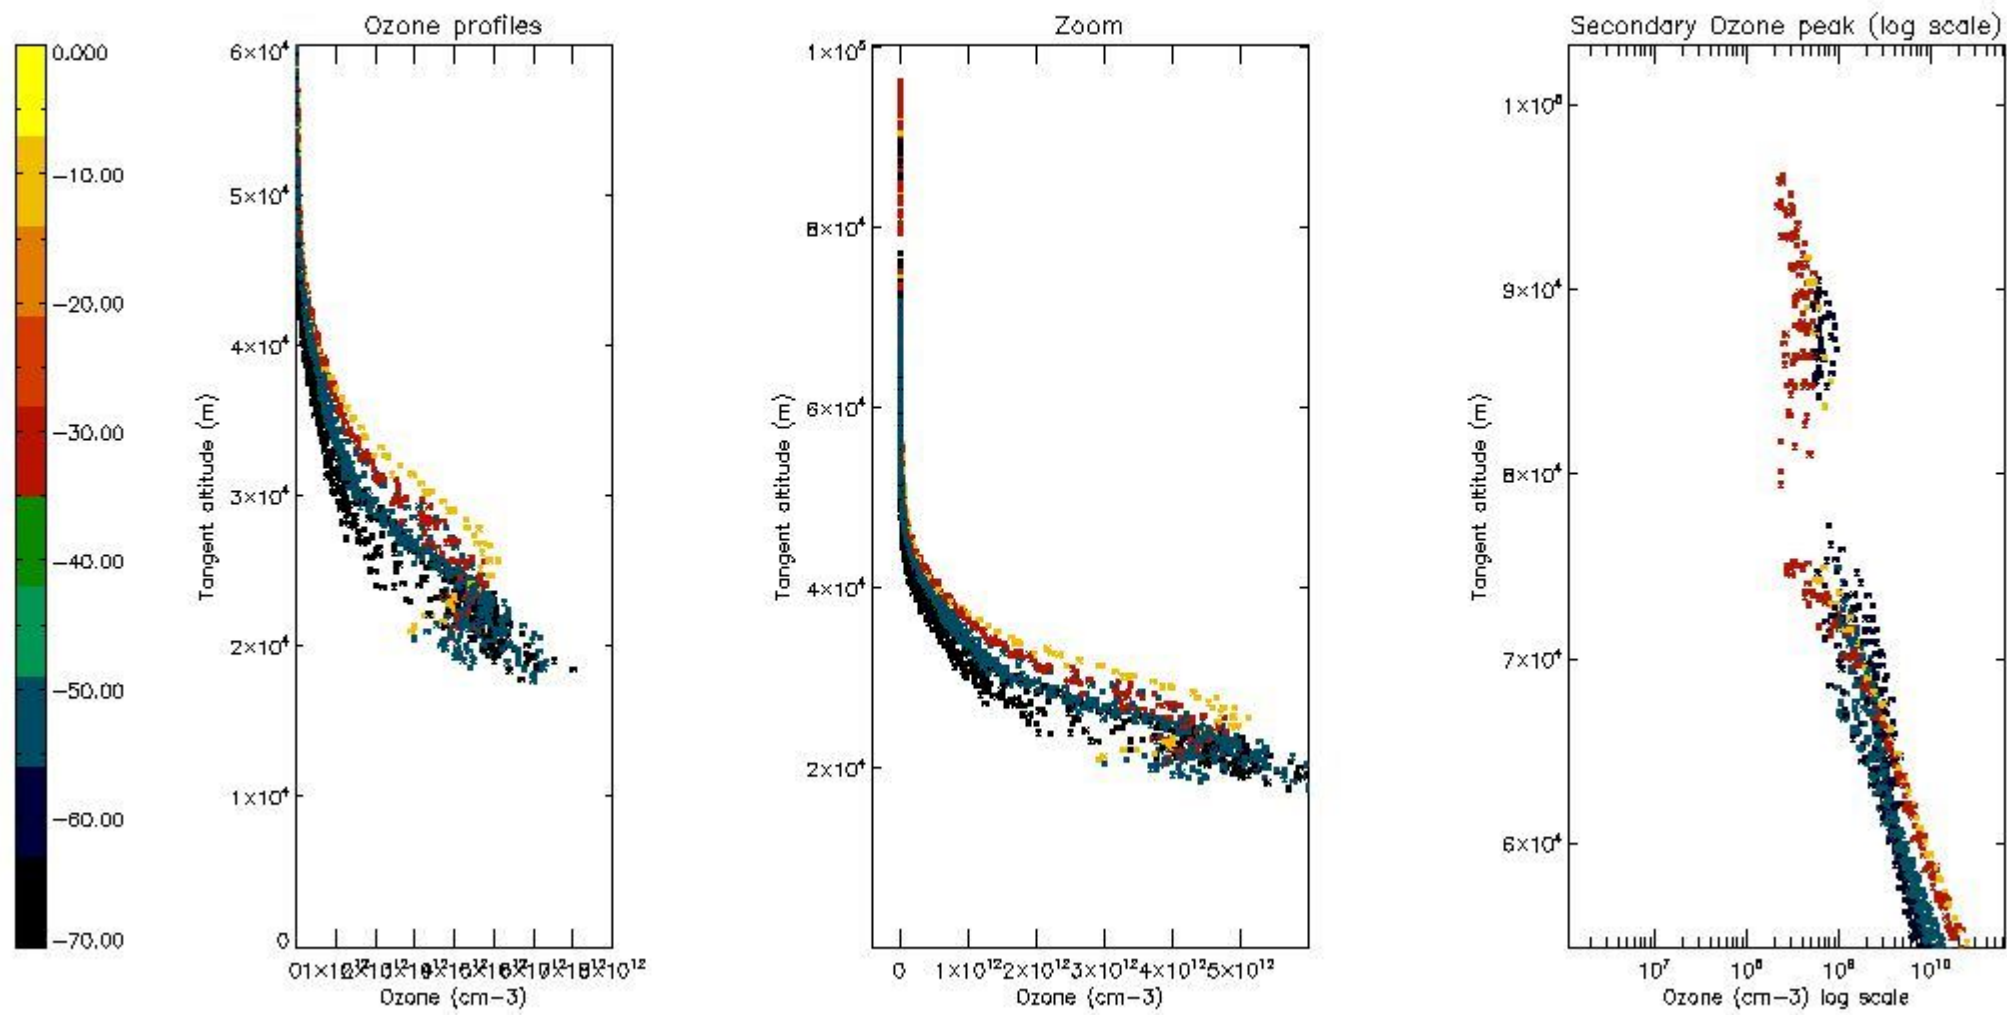 Ozone profiles
Zoom
Secondary Ozone peak (log scale)
0.000
-10.00
-20.00
-30.00
-40.00
-50.00
-60.00
-70.00
6×10⁴
5×10⁴
4×10⁴
3×10⁴
2×10⁴
1×10⁴
0
Tangent altitude (m)
Ozone (cm-3)
1×10⁵
8×10⁴
6×10⁴
4×10⁴
2×10⁴
Tangent altitude (m)
0 1×10¹² 2×10¹² 3×10¹² 4×10¹² 5×10¹²
Ozone (cm-3)
9×10⁴
8×10⁴
7×10⁴
6×10⁴
Tangent altitude (m)
10⁷ 10⁸ 10⁹ 10¹⁰
Ozone (cm-3) log scale